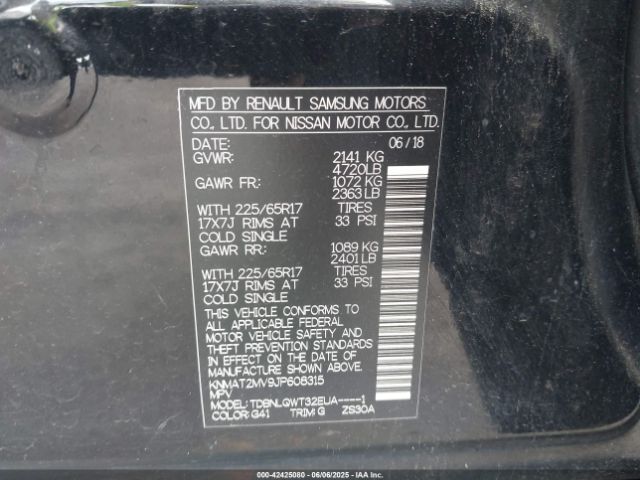 MFD BY RENAULT SAMSUNG MOTORS
CO., LTD. FOR NISSAN MOTOR CO., LTD.
DATE: 06/18
GVWR: 2141 KG
4720LB
GAWR FR: 1072 KG
2363 LB
WITH 225/65R17 TIRES
17X7J RIMS AT 33 PSI
COLD SINGLE
GAWR RR: 1089 KG
2401 LB
WITH 225/65R17 TIRES
17X7J RIMS AT 33 PSI
COLD SINGLE
THIS VEHICLE CONFORMS TO
ALL APPLICABLE FEDERAL
MOTOR VEHICLE SAFETY AND
THEFT PREVENTION STANDARDS
IN EFFECT ON THE DATE OF
MANUFACTURE SHOWN ABOVE.
KNMAT2MV9JP608315
MPV
MODEL: TDBNLQWT32EUA----1
COLOR: G41 TRIM: G ZS30A
000-42425080 - 06/06/2025 - IAAI.COM